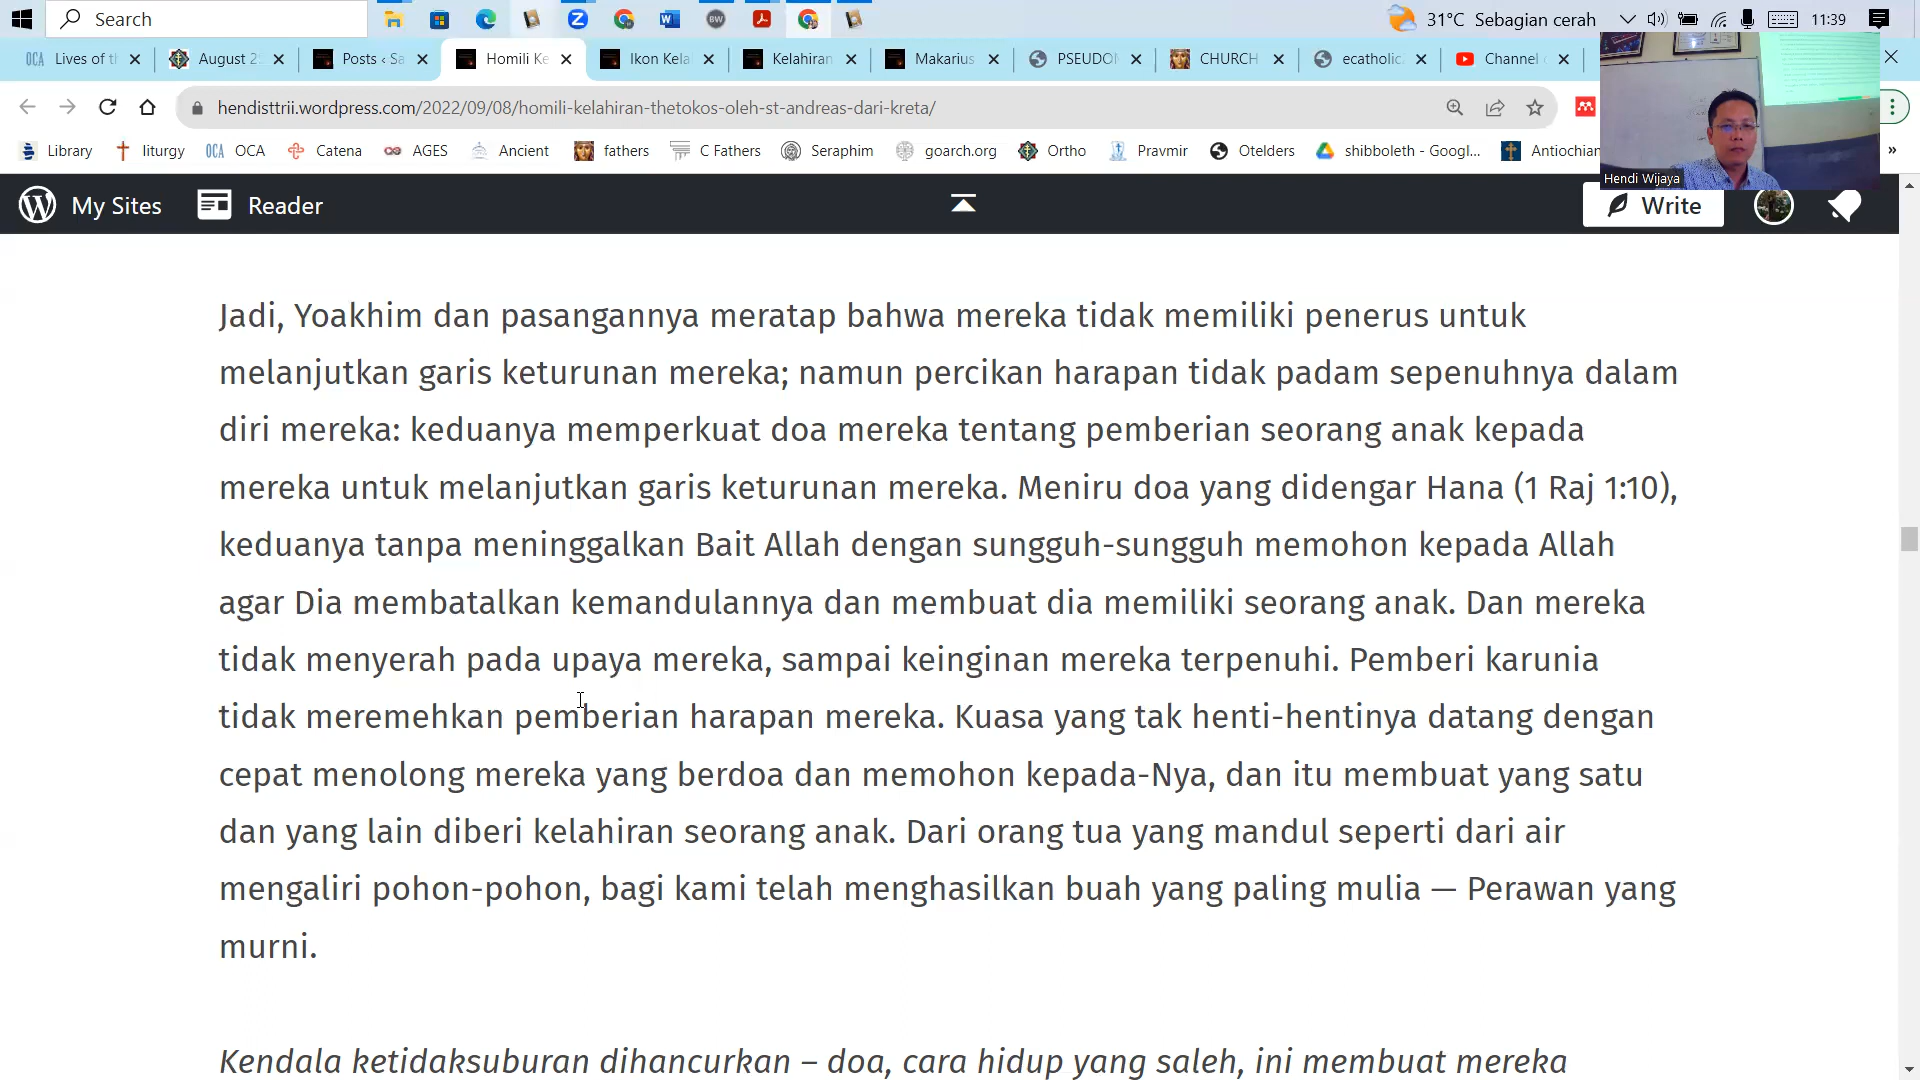 Search
31°C Sebagian cerah
11:39
OCA Lives of t
August 2
Posts ‹ Sa
Homili Ke
Ikon Kela
Kelahiran
Makarius
PSEUDO
CHURCH
ecatholic
Channel
hendisttrii.wordpress.com/2022/09/08/homili-kelahiran-thetokos-oleh-st-andreas-dari-kreta/
Library
liturgy
OCA OCA
Catena
AGES
Ancient
fathers
C Fathers
Seraphim
goarch.org
Ortho
Pravmir
Otelders
shibboleth - Googl...
Antiochian
»
Hendi Wijaya
My Sites
Reader
Write
Jadi, Yoakhim dan pasangannya meratap bahwa mereka tidak memiliki penerus untuk
melanjutkan garis keturunan mereka; namun percikan harapan tidak padam sepenuhnya dalam
diri mereka: keduanya memperkuat doa mereka tentang pemberian seorang anak kepada
mereka untuk melanjutkan garis keturunan mereka. Meniru doa yang didengar Hana (1 Raj 1:10),
keduanya tanpa meninggalkan Bait Allah dengan sungguh-sungguh memohon kepada Allah
agar Dia membatalkan kemandulannya dan membuat dia memiliki seorang anak. Dan mereka
tidak menyerah pada upaya mereka, sampai keinginan mereka terpenuhi. Pemberi karunia
tidak meremehkan pemberian harapan mereka. Kuasa yang tak henti-hentinya datang dengan
cepat menolong mereka yang berdoa dan memohon kepada-Nya, dan itu membuat yang satu
dan yang lain diberi kelahiran seorang anak. Dari orang tua yang mandul seperti dari air
mengaliri pohon-pohon, bagi kami telah menghasilkan buah yang paling mulia — Perawan yang
murni.
Kendala ketidaksuburan dihancurkan – doa, cara hidup yang saleh, ini membuat mereka